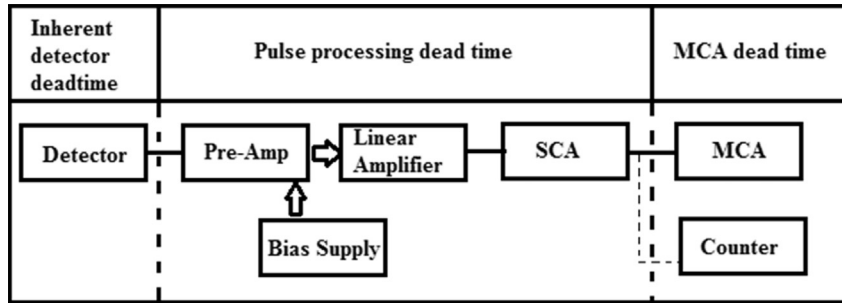 Inherent
detector
deadtime
Pulse processing dead time
MCA dead time
Detector
Pre-Amp
Linear
Amplifier
SCA
MCA
Bias Supply
Counter